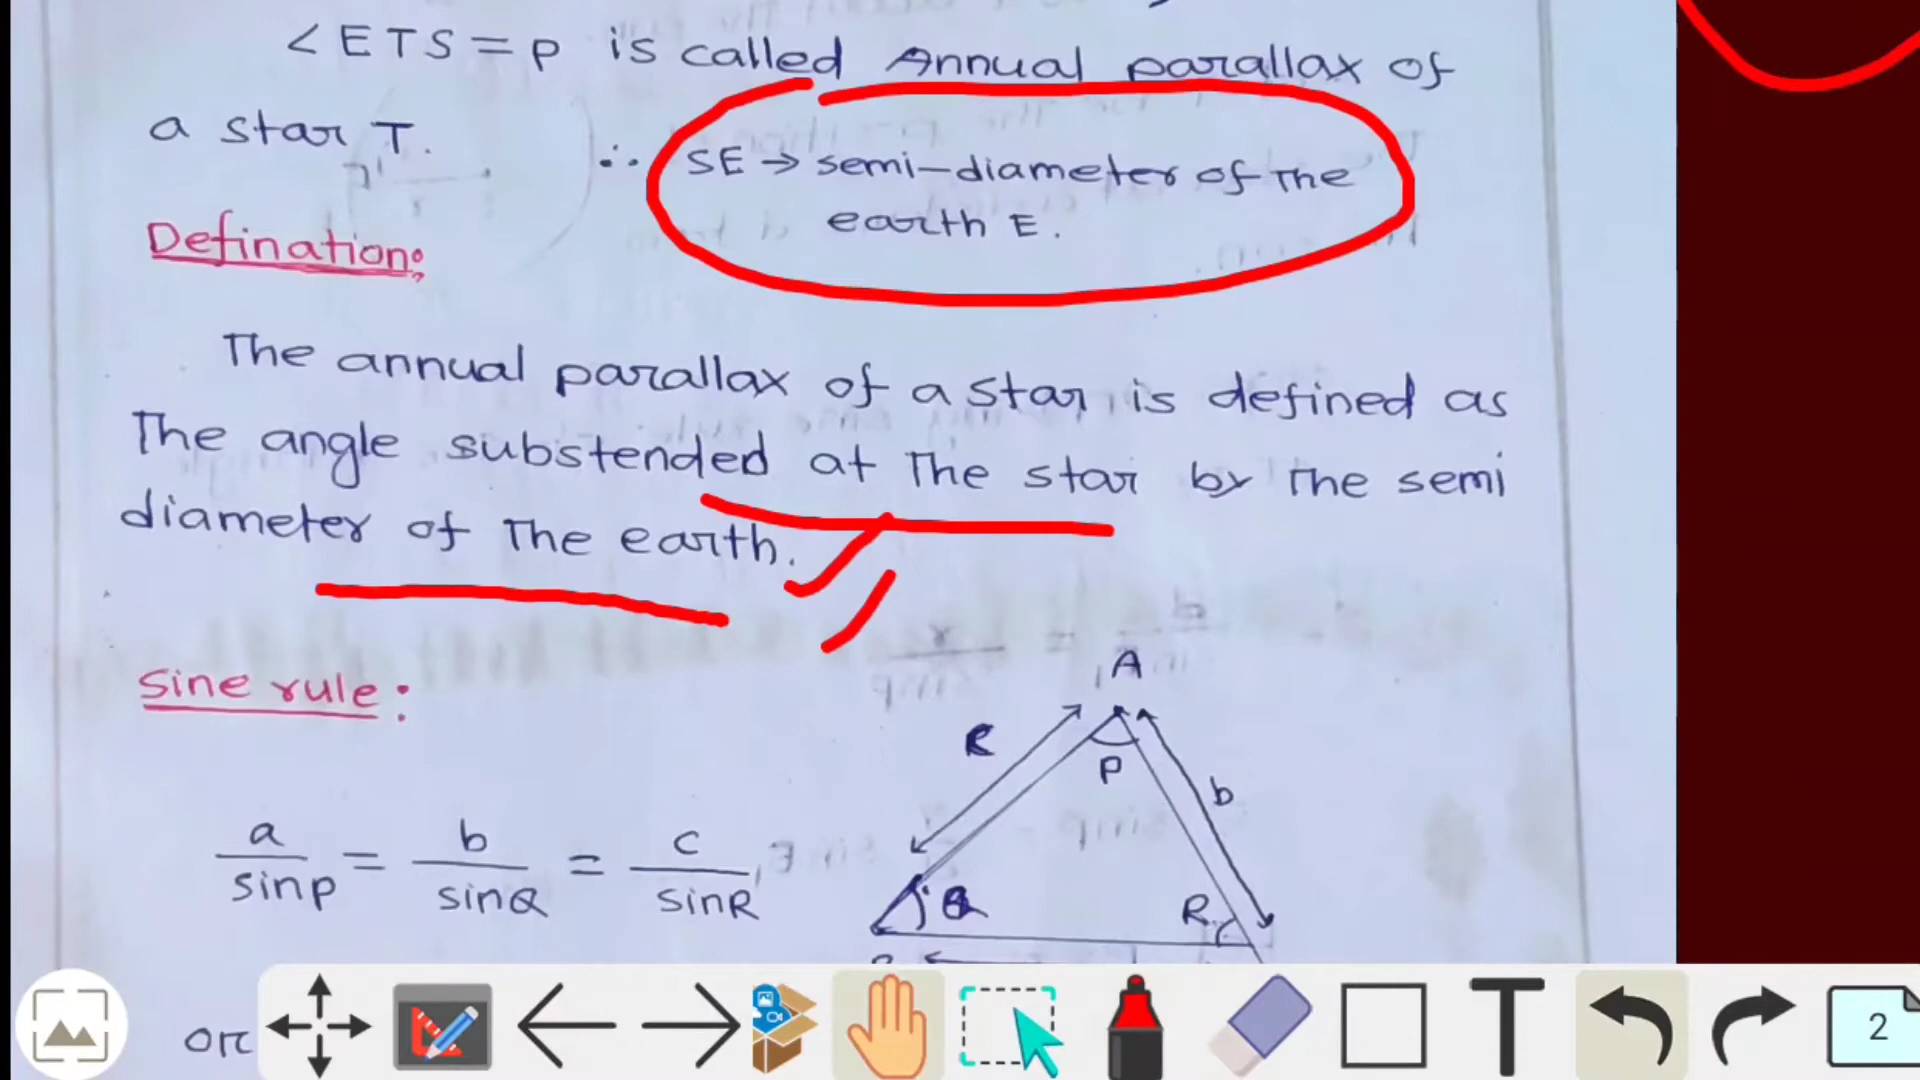 ∠ETS = p is called Annual parallax of
a star T.
∴ SE → semi-diameter of the
earth E.
Defination:
The annual parallax of a star is defined as
The angle substended at the star by the semi
diameter of the earth.
Sine rule:
A
P
b
R
a/sinp = b/sinQ = c/sinR
or
T
2